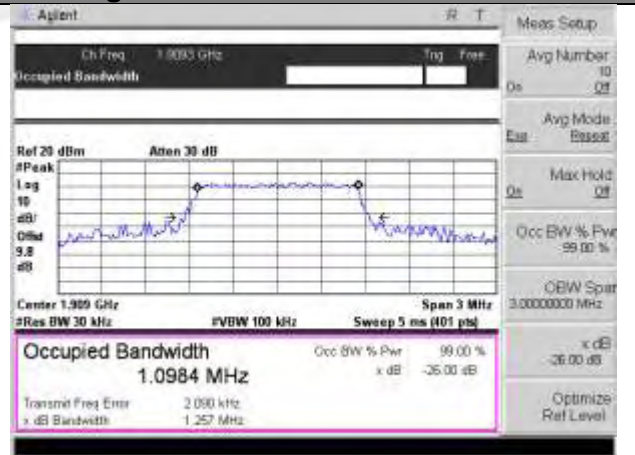 Agilent R T
Ch Freq 1.9093 GHz Trig Free
Occupied Bandwidth
Ref 20 dBm Atten 30 dB
#Peak
Log
10
dB/
Offst
9.8
dB
Center 1.909 GHz Span 3 MHz
#Res BW 30 kHz #VBW 100 kHz Sweep 5 ms (401 pts)
Occupied Bandwidth Occ BW % Pwr 99.00 %
1.0984 MHz x dB -26.00 dB
Transmit Freq Error 2.090 kHz
x dB Bandwidth 1.257 MHz
Meas Setup
Avg Number
10
On Off
Avg Mode
Exp Repeat
Max Hold
On Off
Occ BW % Pwr
99.00 %
OBW Span
3.00000000 MHz
x dB
-26.00 dB
Optimize
Ref Level